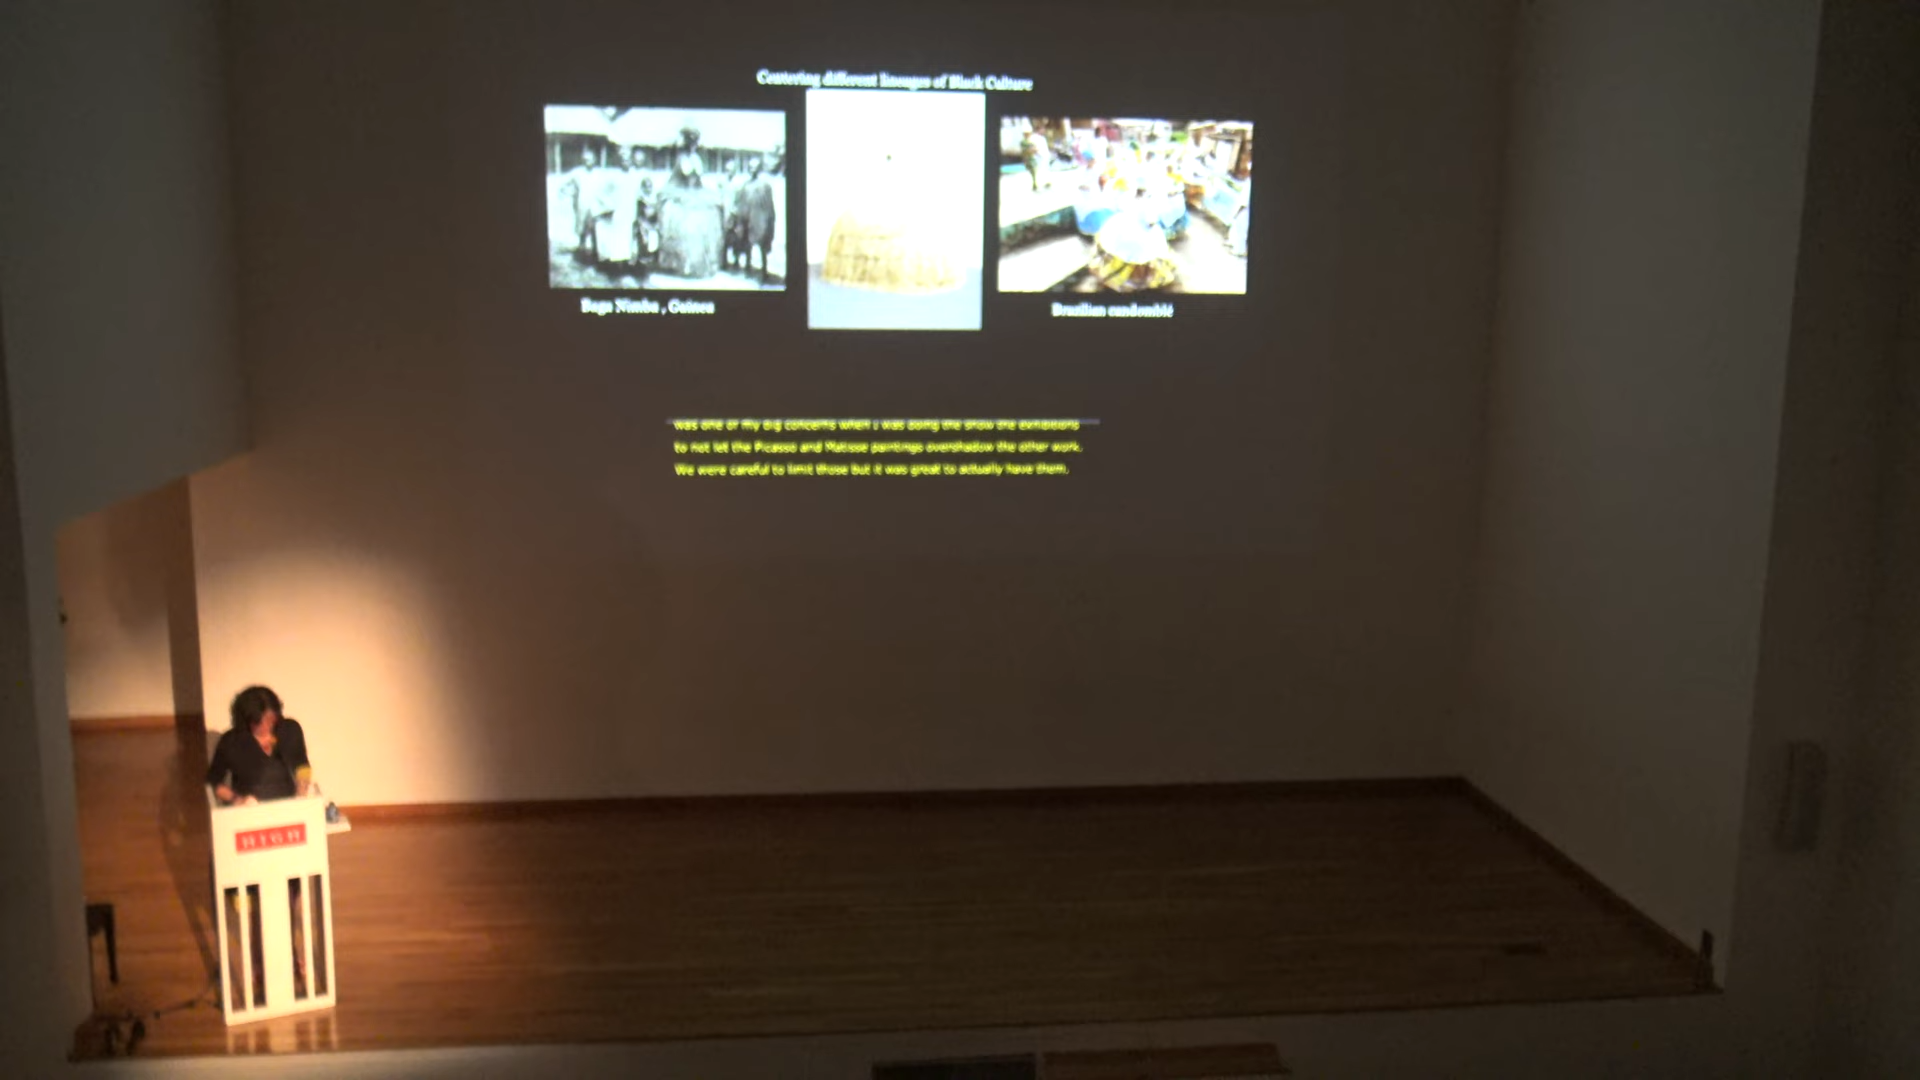 Centering different lineages of Black Culture
Baga Nimba , Guinea
Brazilian candomblé
was one of my big concerns when I was doing the show the exhibitions
to not let the Picasso and Matisse paintings overshadow the other work.
We were careful to limit those but it was great to actually have them.
HIGH